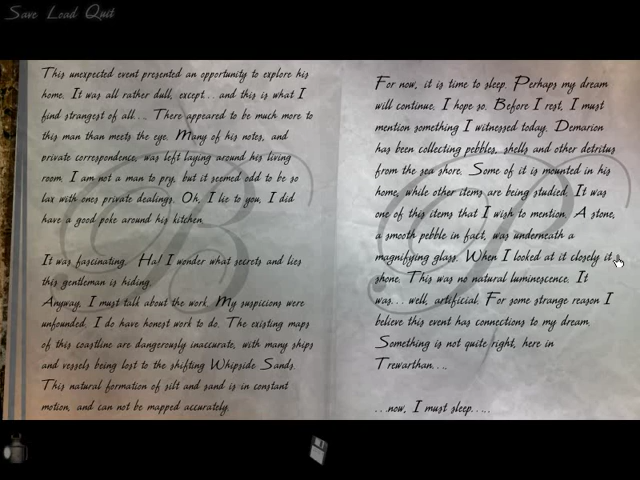 Save Load Quit
This unexpected event presented an opportunity to explore his
home. It was all rather dull, except... and this is what I
find strangest of all... There appeared to be much more to
this man than meets the eye. Many of his notes, and
private correspondence, was left laying around his living
room. I am not a man to pry, but it seemed odd to be so
lax with ones private dealings. Oh, I lie to you, I did
have a good poke around his kitchen.
It was fascinating. Ha! I wonder what secrets and lies
this gentleman is hiding.
Anyway, I must talk about the work. My suspicions were
unfounded, I do have honest work to do. The existing maps
of this coastline are dangerously inaccurate, with many ships
and vessels being lost to the shifting Whipside Sands.
This natural formation of silt and sand is in constant
motion, and can not be mapped accurately.
For now, it is time to sleep. Perhaps my dream
will continue. I hope so. Before I rest, I must
mention something I witnessed today. Demarion
has been collecting pebbles, shells and other detritus
from the sea shore. Some of it is mounted in his
home, while other items are being studied. It was
one of this items that I wish to mention. A stone,
a smooth pebble in fact, was underneath a
magnifying glass. When I looked at it closely it
shone. This was no natural luminescence. It
was... well, artificial. For some strange reason I
believe this event has connections to my dream.
Something is not quite right, here in
Trewarthan....
...now, I must sleep.....